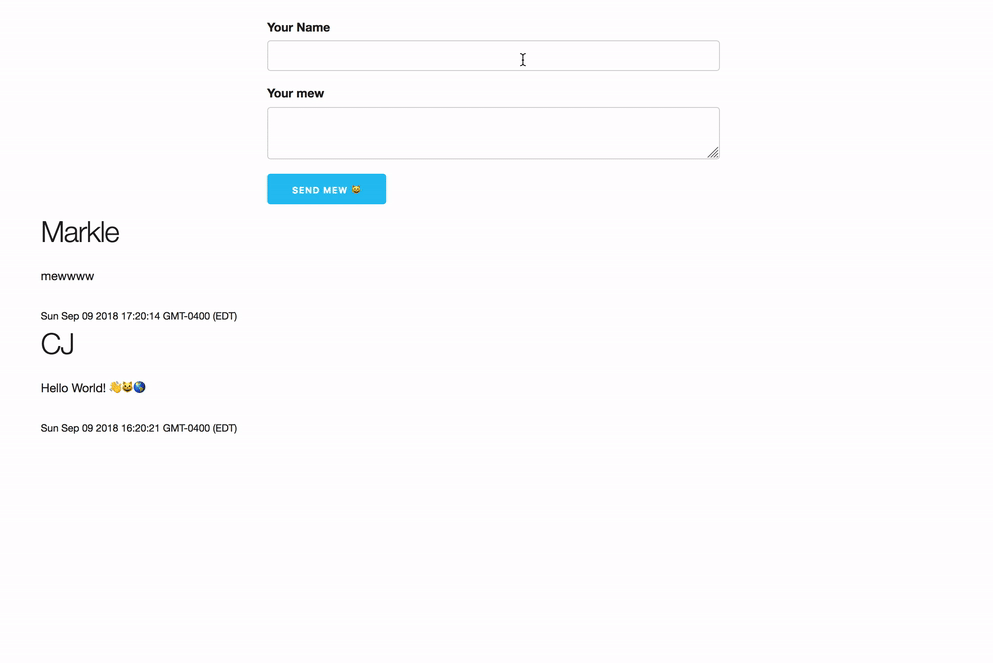 Your Name
Your mew
SEND MEW 😸
Markle
mewwww
Sun Sep 09 2018 17:20:14 GMT-0400 (EDT)
CJ
Hello World! 👋😸🌎
Sun Sep 09 2018 16:20:21 GMT-0400 (EDT)